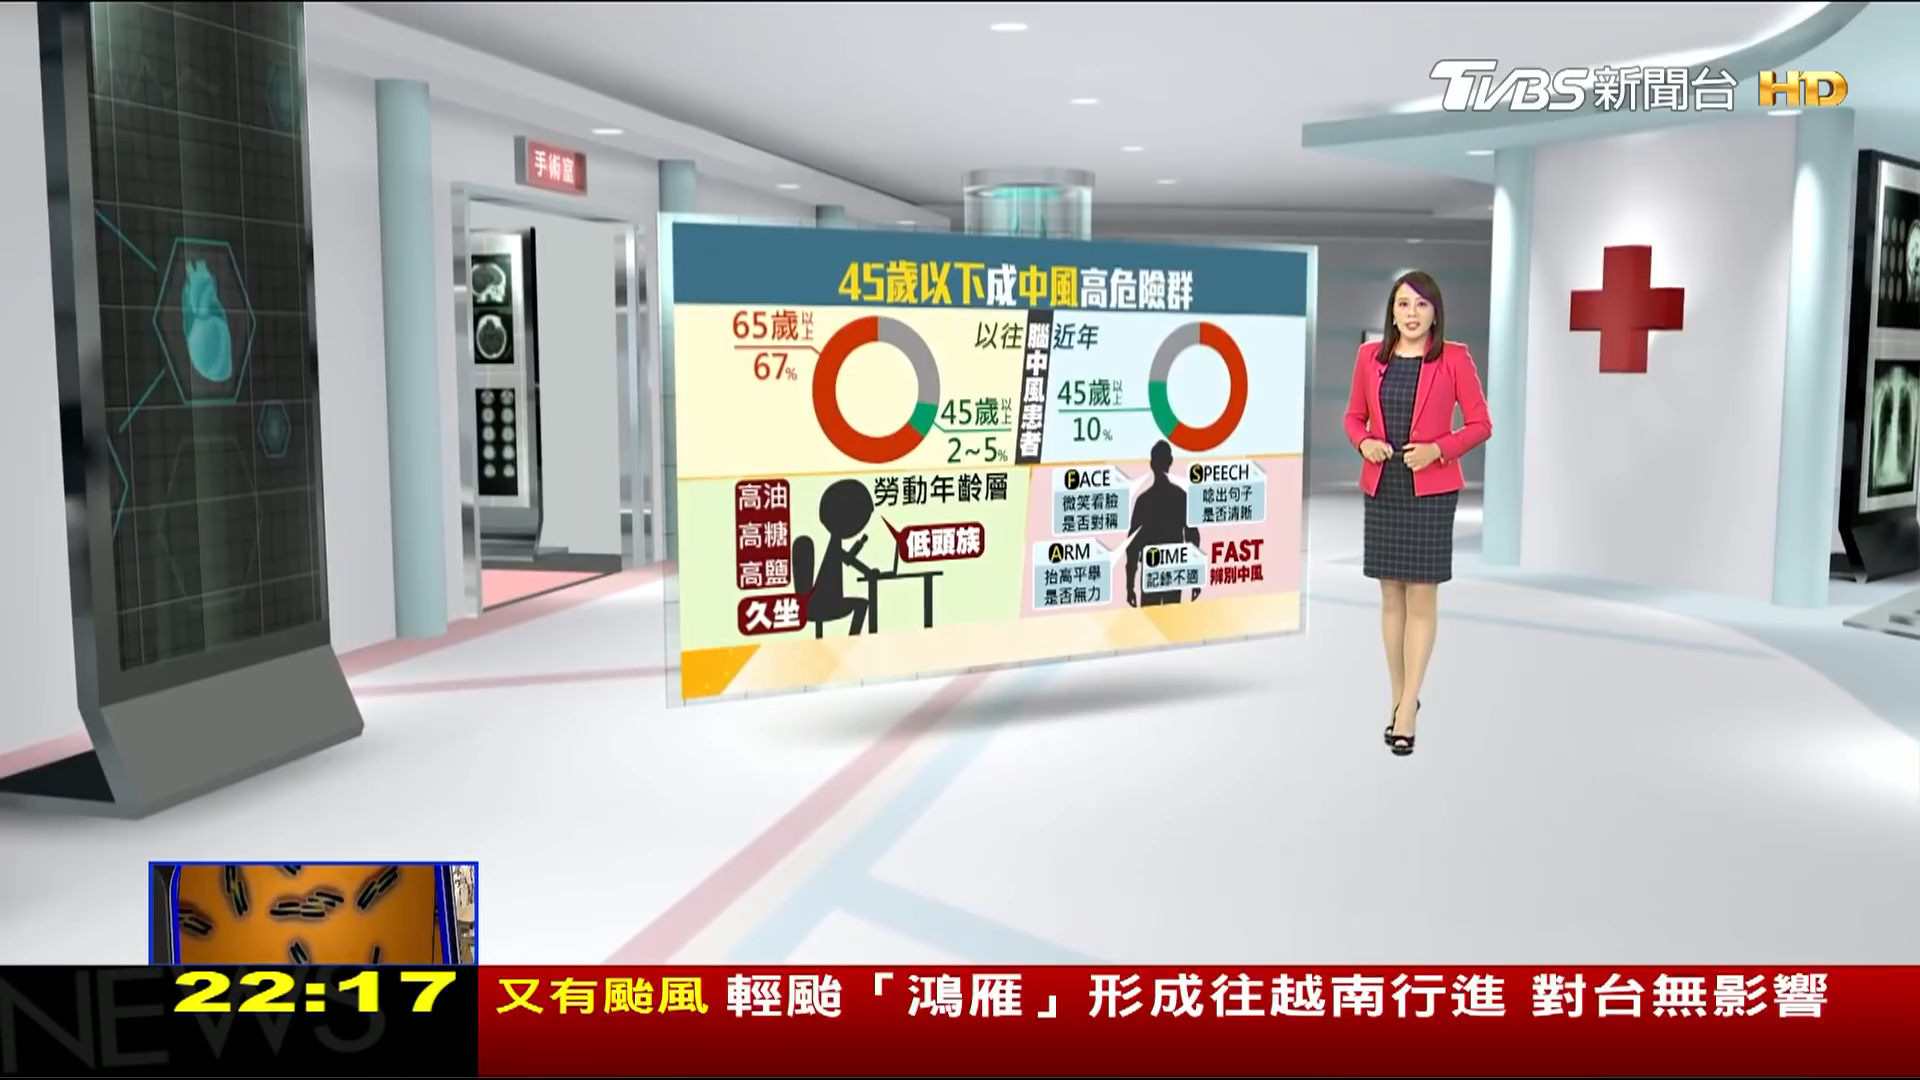 TVBS新聞台 HD
手術室
45歲以下成中風高危險群
65歲以上
67%
45歲以上
2~5%
以往
腦中風患者
近年
45歲以上
10%
高油
高糖
高鹽
久坐
勞動年齡層
低頭族
FACE
微笑看臉
是否對稱
SPEECH
唸出句子
是否清晰
ARM
抬高平舉
是否無力
TIME
記錄不適
FAST
辨別中風
NEWS
22:17
又有颱風 輕颱「鴻雁」形成往越南行進 對台無影響